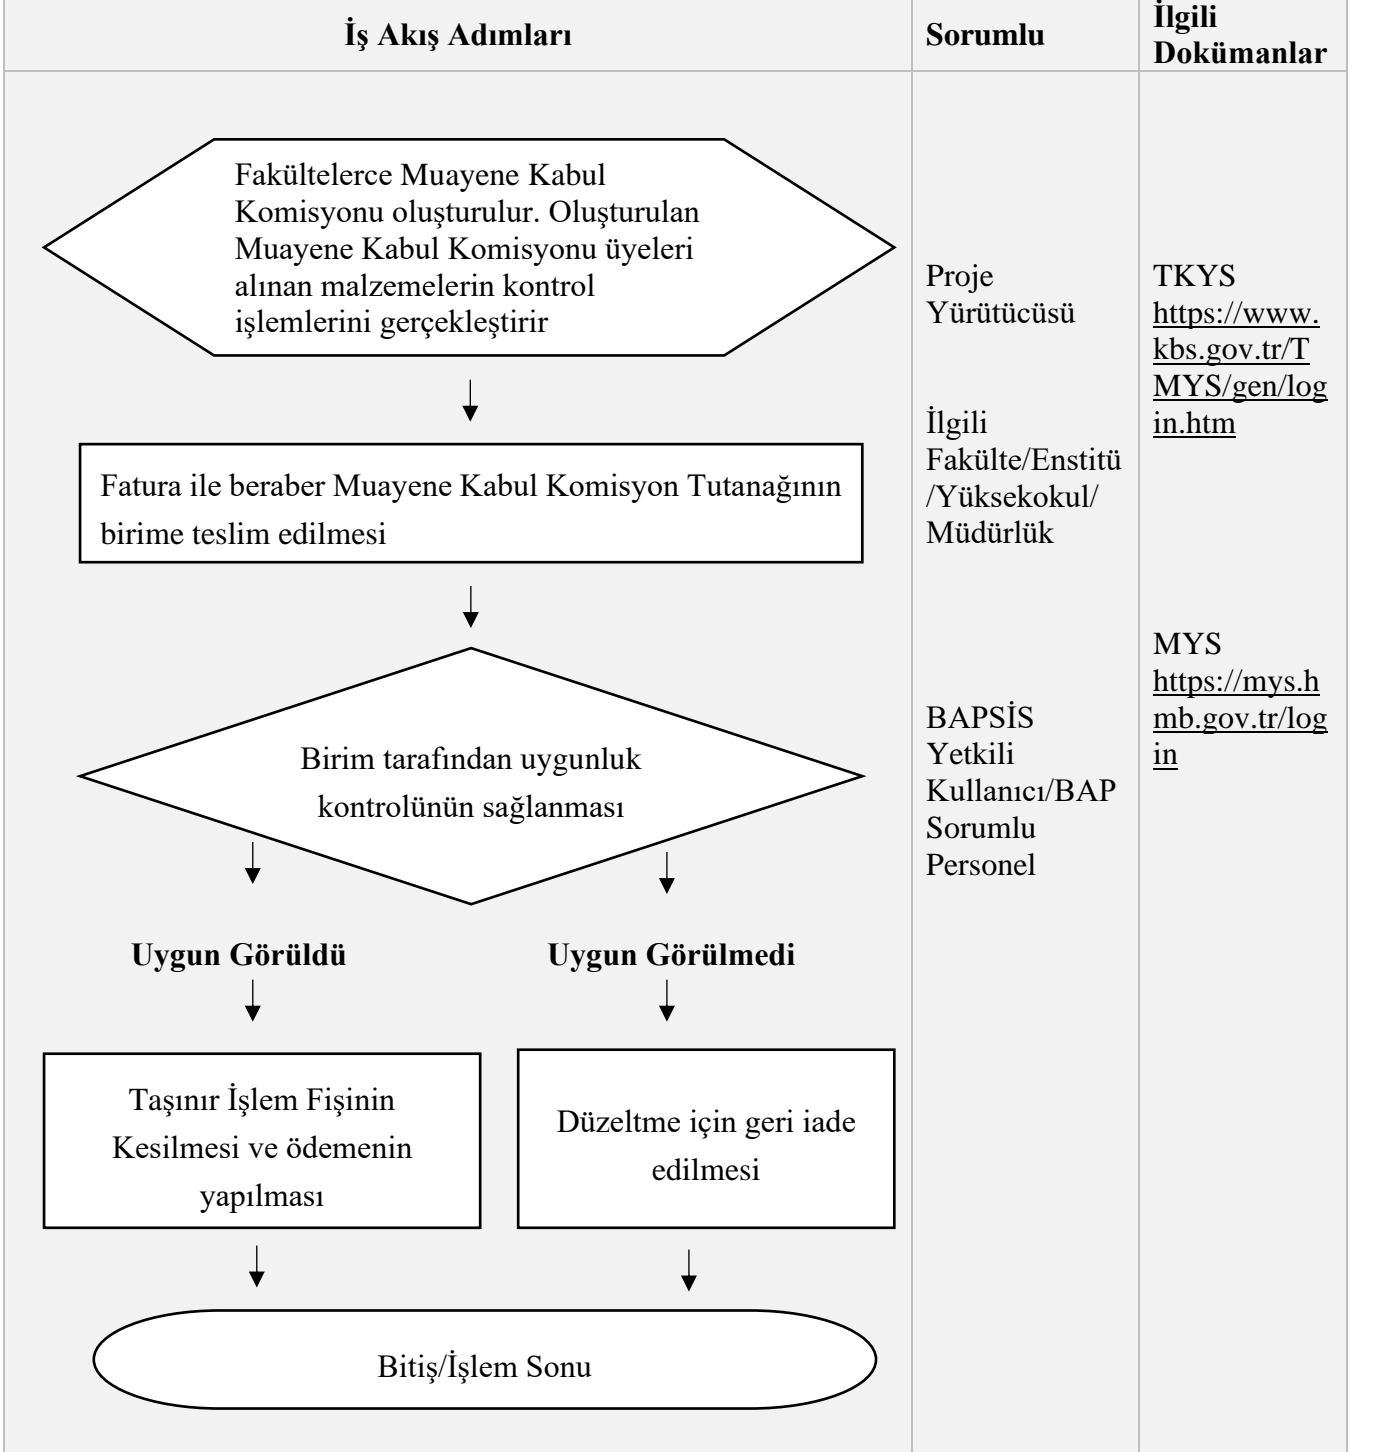 İş Akış Adımları
Sorumlu
İlgili
Dokümanlar
Fakültelerce Muayene Kabul
Komisyonu oluşturulur. Oluşturulan
Muayene Kabul Komisyonu üyeleri
alınan malzemelerin kontrol
işlemlerini gerçekleştirir
Fatura ile beraber Muayene Kabul Komisyon Tutanağının
birime teslim edilmesi
Birim tarafından uygunluk
kontrolünün sağlanması
Uygun Görüldü
Uygun Görülmedi
Taşınır İşlem Fişinin
Kesilmesi ve ödemenin
yapılması
Düzeltme için geri iade
edilmesi
Bitiş/İşlem Sonu
Proje
Yürütücüsü
İlgili
Fakülte/Enstitü
/Yüksekokul/
Müdürlük
BAPSİS
Yetkili
Kullanıcı/BAP
Sorumlu
Personel
TKYS
https://www.
kbs.gov.tr/T
MYS/gen/log
in.htm
MYS
https://mys.h
mb.gov.tr/log
in